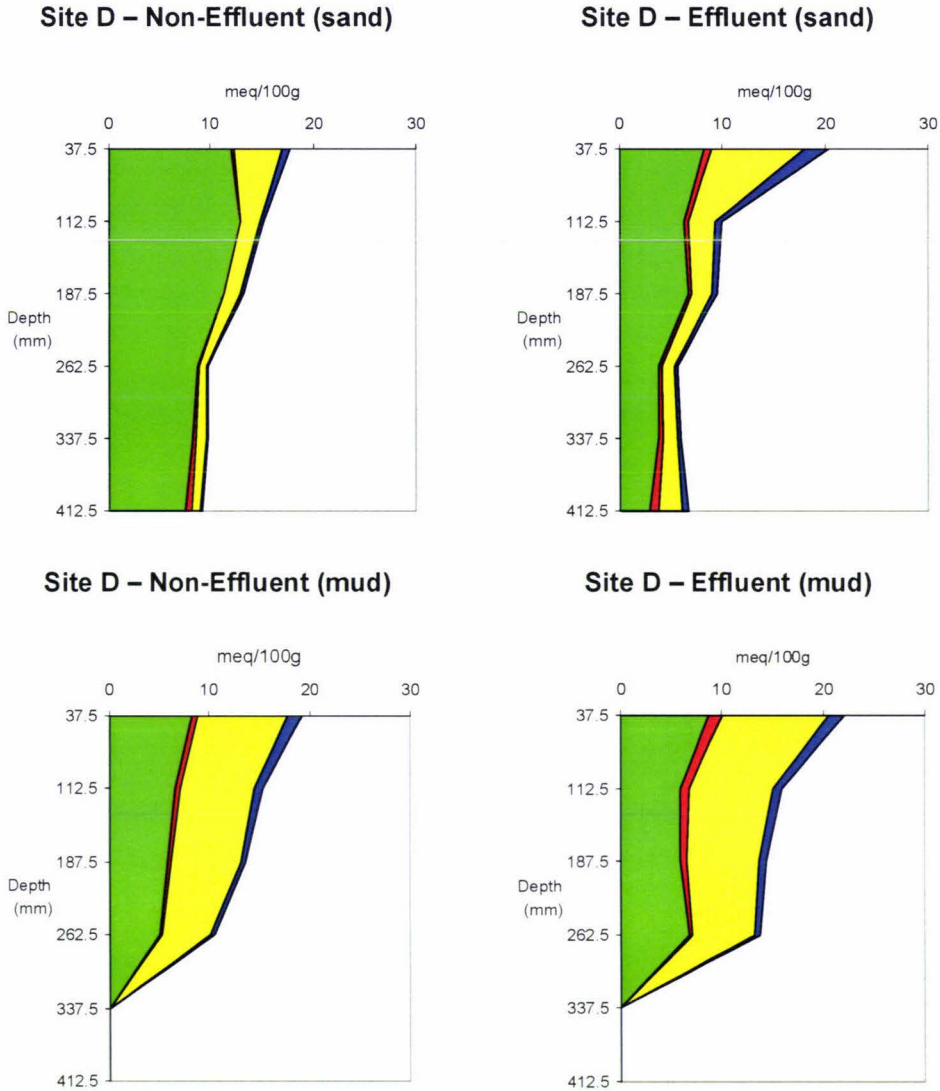 Site D – Non-Effluent (sand)
meq/100g
0 10 20 30
37.5
112.5
187.5
Depth
(mm)
262.5
337.5
412.5
Site D – Effluent (sand)
meq/100g
0 10 20 30
37.5
112.5
187.5
Depth
(mm)
262.5
337.5
412.5
Site D – Non-Effluent (mud)
meq/100g
0 10 20 30
37.5
112.5
187.5
Depth
(mm)
262.5
337.5
412.5
Site D – Effluent (mud)
meq/100g
0 10 20 30
37.5
112.5
187.5
Depth
(mm)
262.5
337.5
412.5